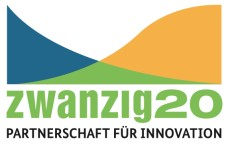 zwanzig20
PARTNERSCHAFT FÜR INNOVATION